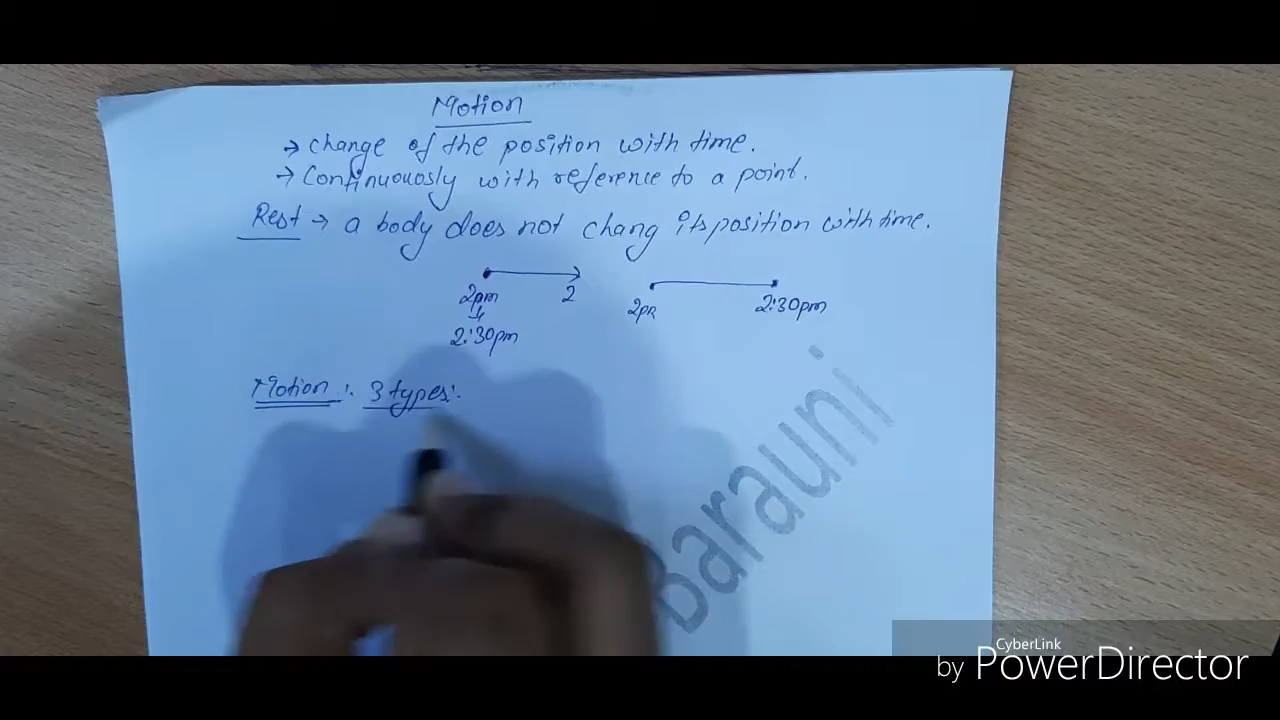 Motion
→ change of the position with time.
→ Continuously with reference to a point.
Rest → a body does not chang its position with time.
2pm 2
2:30pm
2pm 2:30pm
Motion :. 3 types:.
Barauni
CyberLink
by PowerDirector